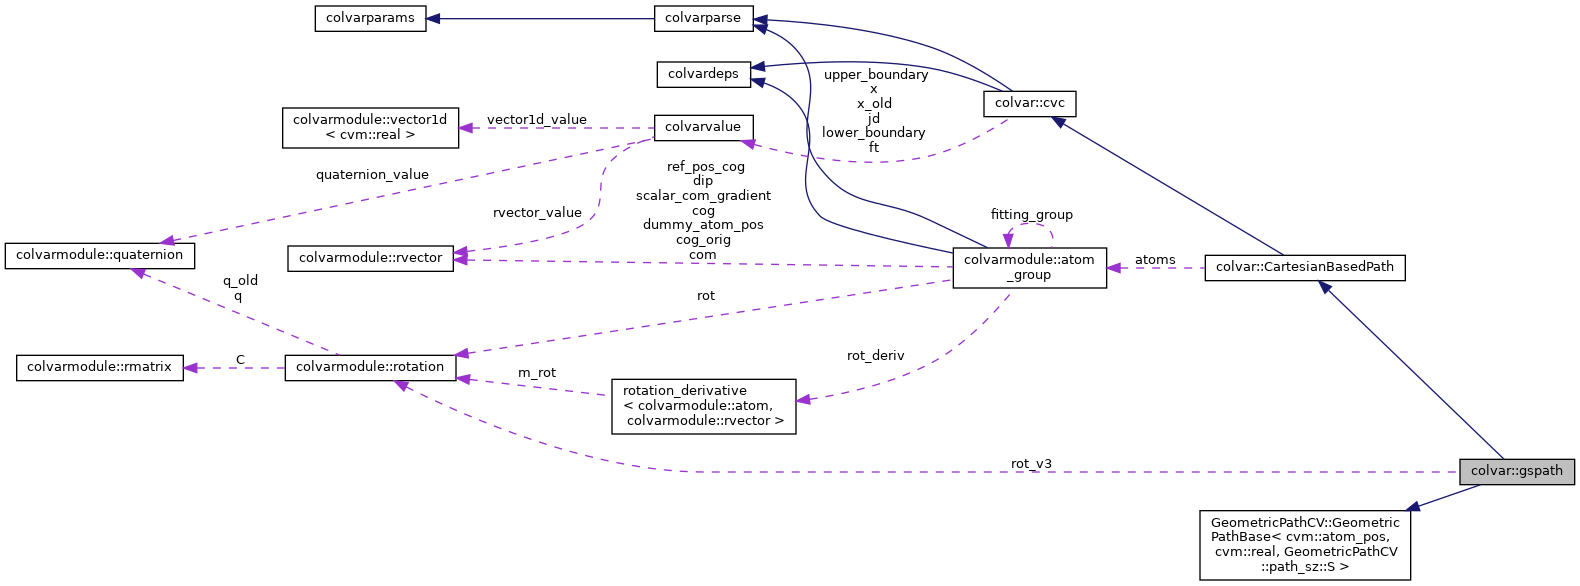 colvarparams
colvarparse
colvardeps
upper_boundary
x
x_old
jd
lower_boundary
ft
colvar::cvc
colvarmodule::vector1d
< cvm::real >
vector1d_value
colvarvalue
quaternion_value
rvector_value
ref_pos_cog
dip
scalar_com_gradient
cog
dummy_atom_pos
cog_orig
com
fitting_group
colvarmodule::quaternion
colvarmodule::rvector
colvarmodule::atom
_group
atoms
colvar::CartesianBasedPath
q_old
q
rot
colvarmodule::rmatrix
C
colvarmodule::rotation
m_rot
rot_deriv
rotation_derivative
< colvarmodule::atom,
colvarmodule::rvector >
rot_v3
colvar::gspath
GeometricPathCV::Geometric
PathBase< cvm::atom_pos,
cvm::real, GeometricPathCV
::path_sz::S >